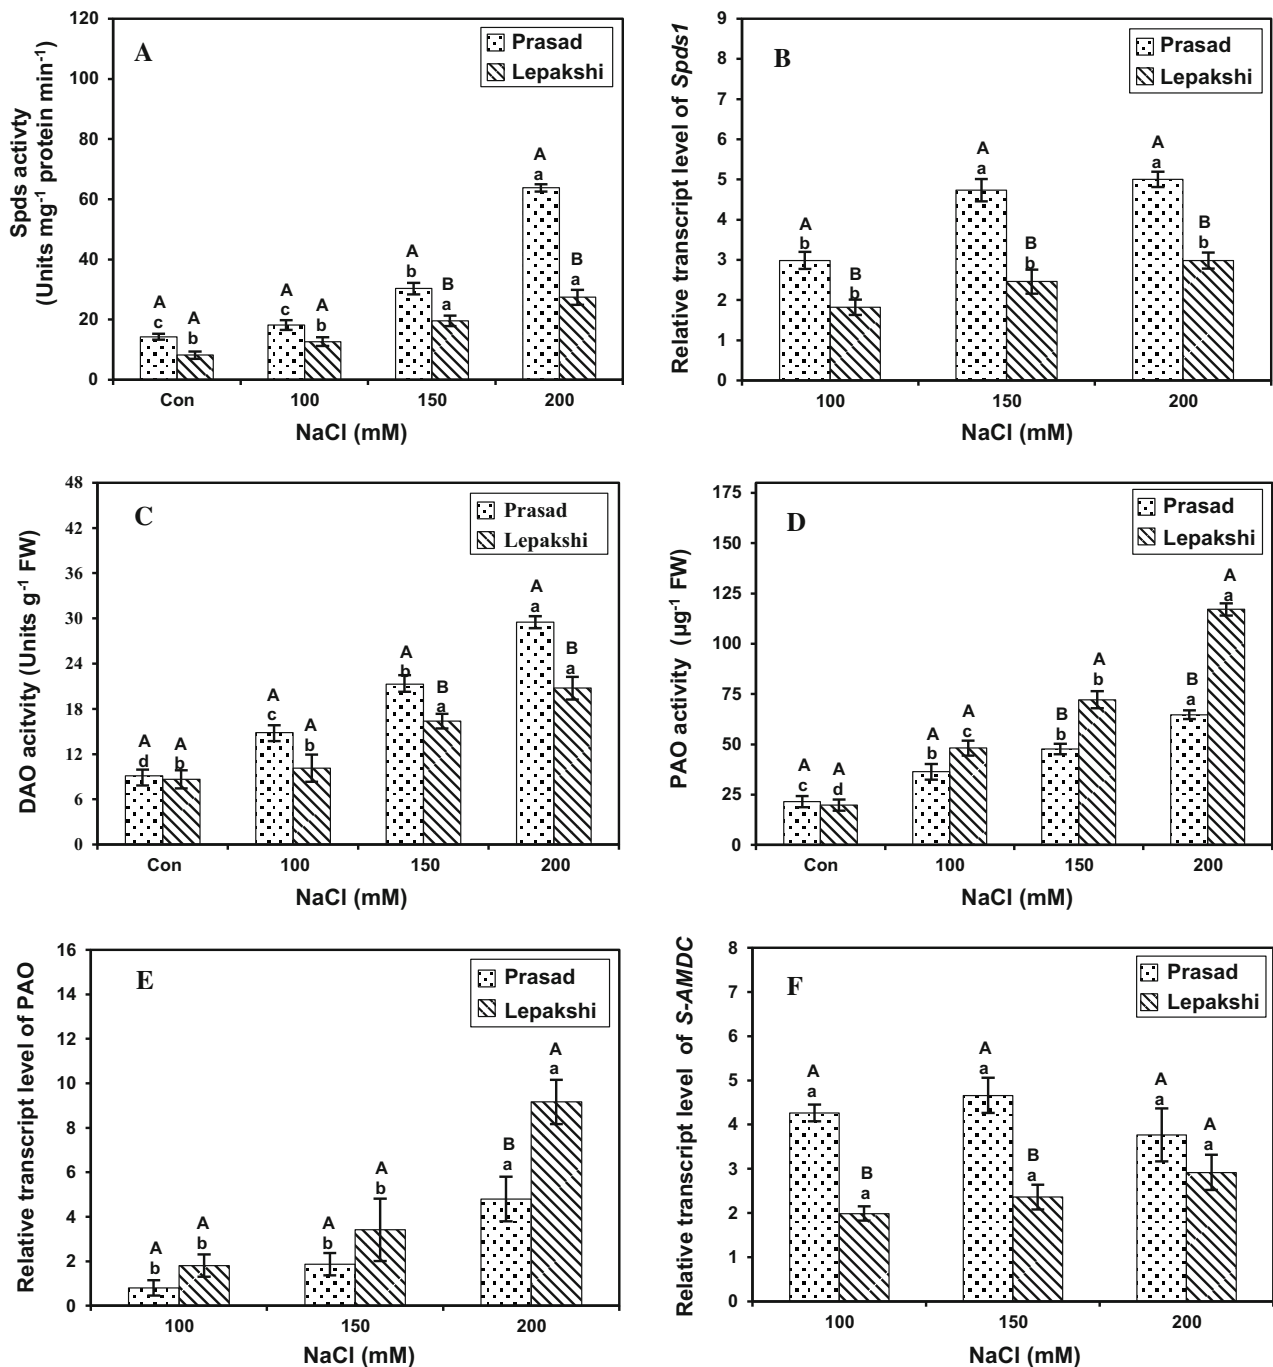 A
Prasad
Lepakshi
Spds activty
(Units mg-1 protein min-1)
120
100
80
60
40
20
0
A
c
A
b
A
c
A
b
A
b
B
a
A
a
B
a
Con
100
150
200
NaCl (mM)
B
Prasad
Lepakshi
Relative transcript level of Spds1
9
8
7
6
5
4
3
2
1
0
A
b
B
b
A
a
B
b
A
a
B
b
100
150
200
NaCl (mM)
C
Prasad
Lepakshi
DAO acitvity (Units g-1 FW)
48
42
36
30
24
18
12
6
0
A
d
A
b
A
c
A
b
A
b
B
a
A
a
B
a
Con
100
150
200
NaCl (mM)
D
Prasad
Lepakshi
PAO activity (µg-1 FW)
175
150
125
100
75
50
25
0
A
c
A
d
A
b
A
c
B
b
A
b
B
a
A
a
Con
100
150
200
NaCl (mM)
E
Prasad
Lepakshi
Relative transcript level of PAO
16
14
12
10
8
6
4
2
0
A
b
A
b
A
b
A
b
B
a
A
a
100
150
200
NaCl (mM)
F
Prasad
Lepakshi
Relative transcript level of S-AMDC
8
7
6
5
4
3
2
1
0
A
a
B
a
A
a
B
a
A
a
A
a
100
150
200
NaCl (mM)